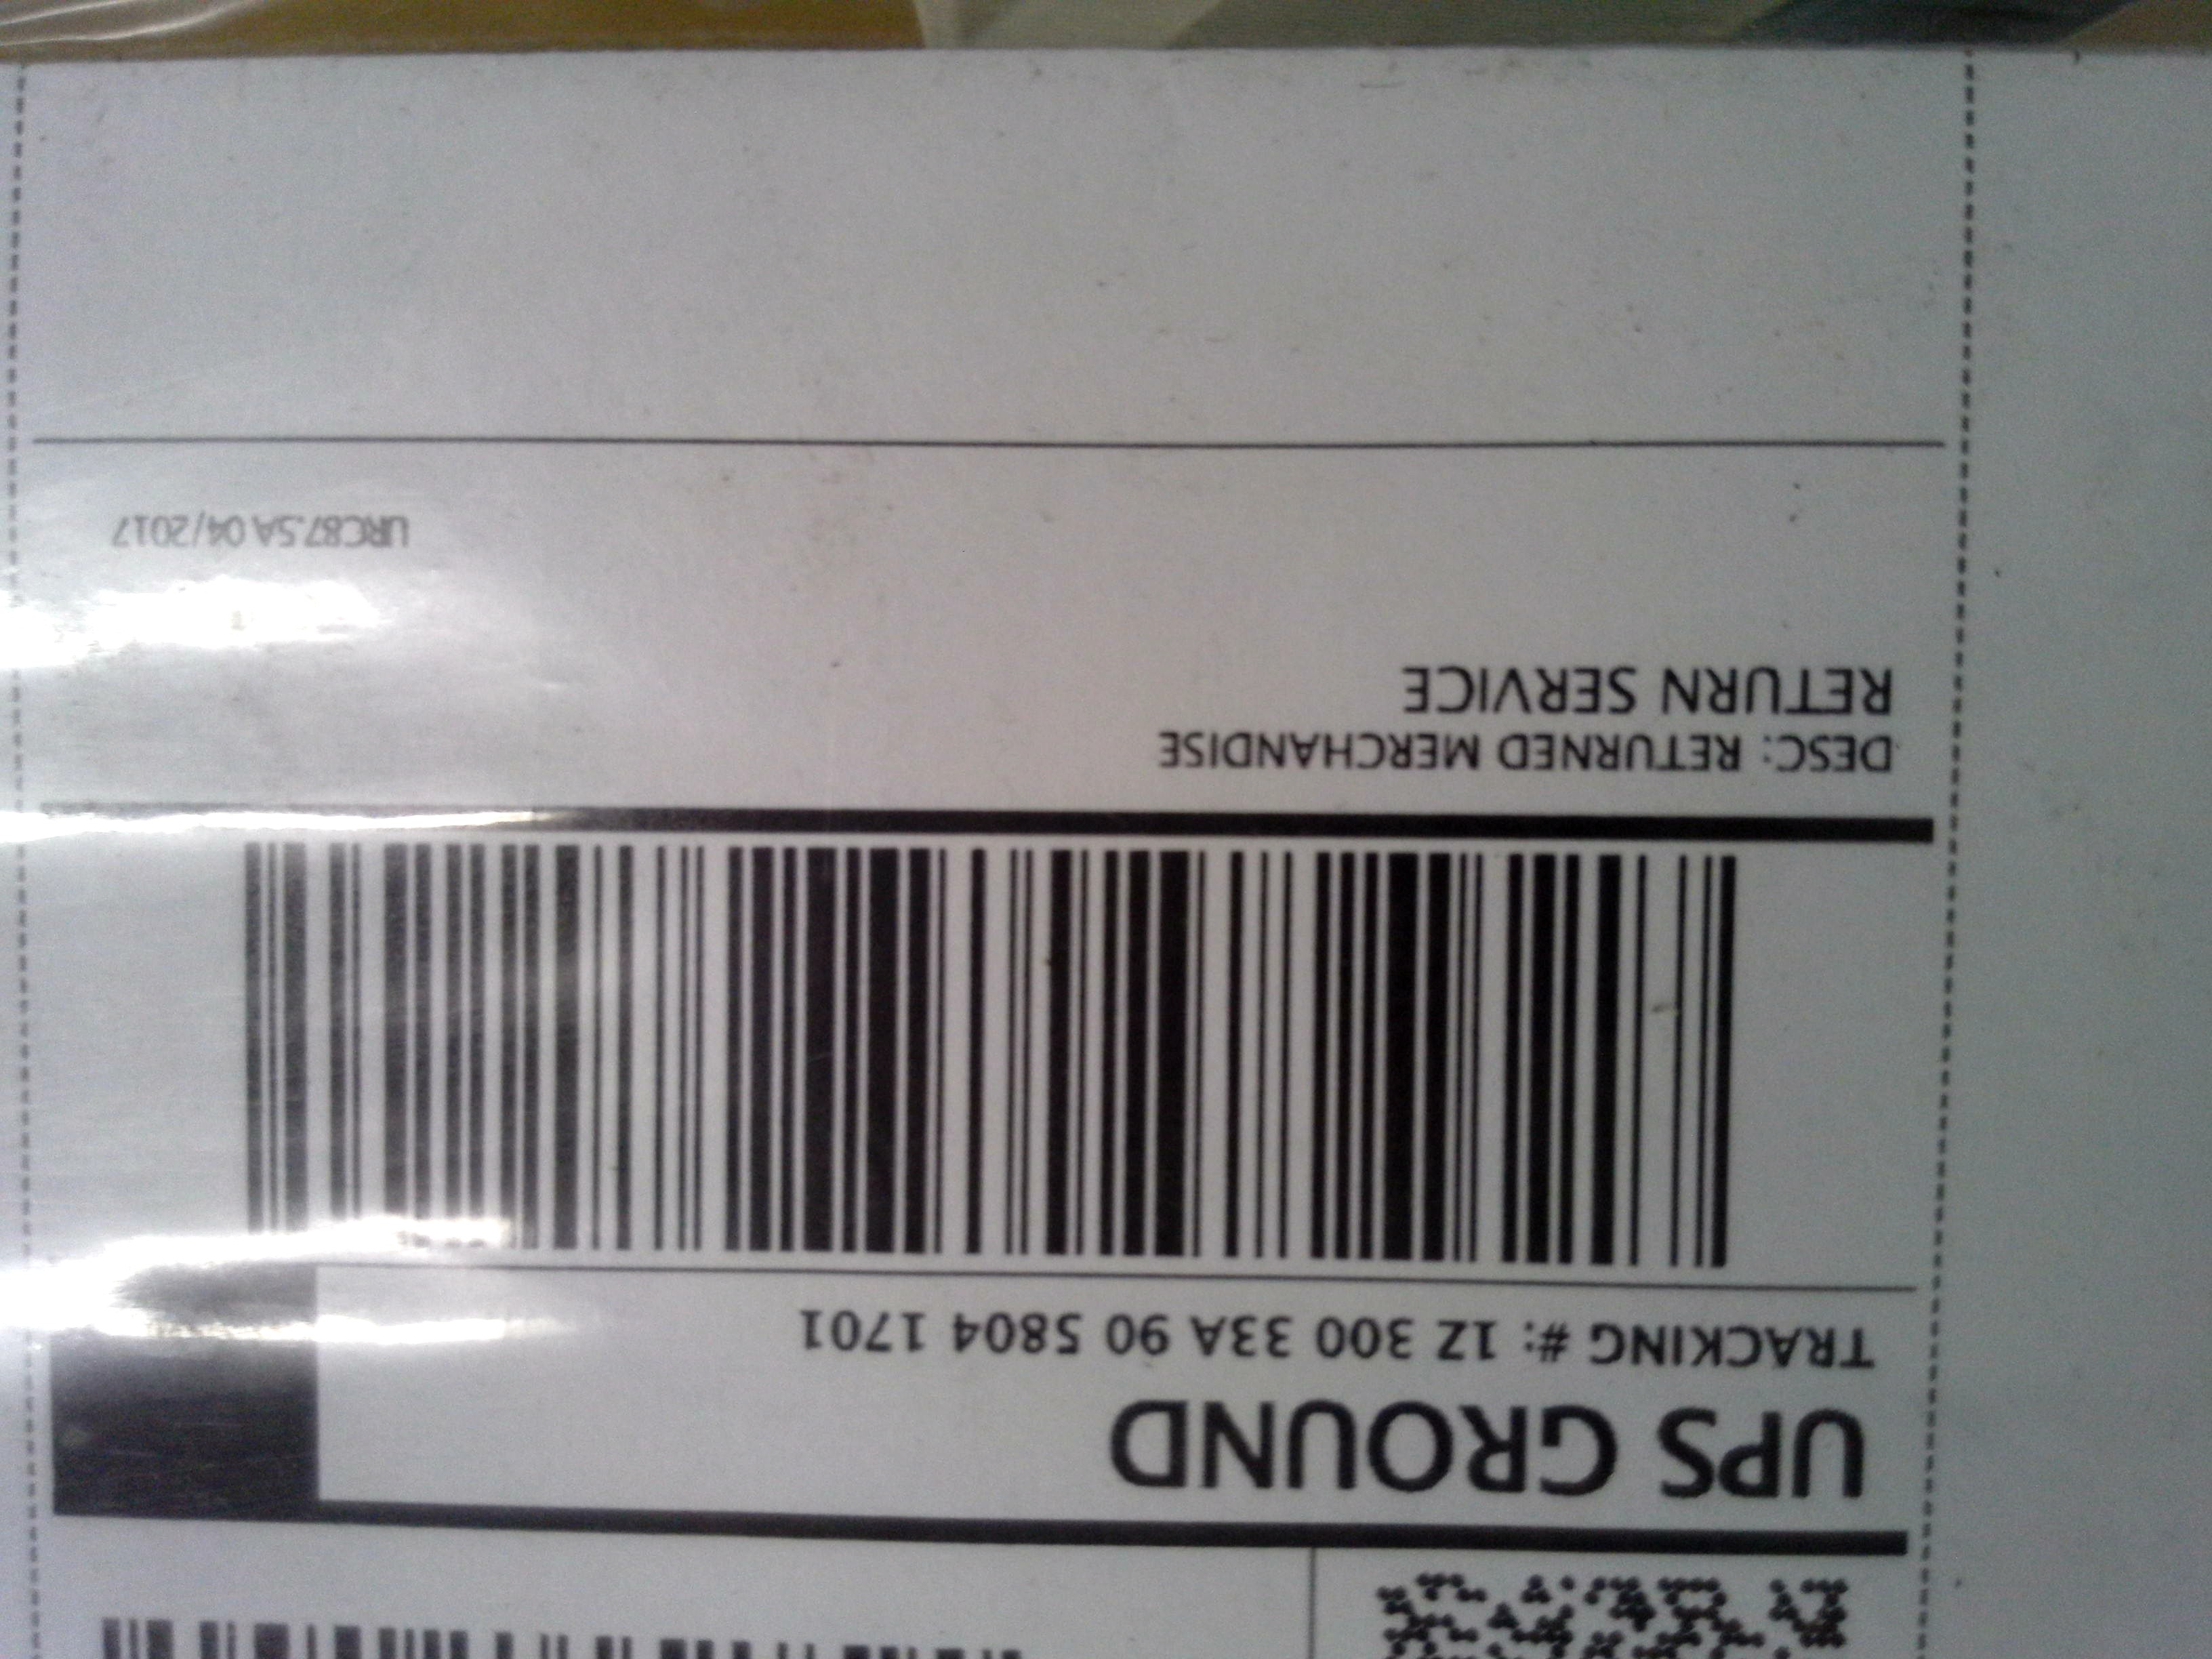 UPS GROUND
TRACKING #: 1Z 300 33A 90 5804 1701
DESC: RETURNED MERCHANDISE
RETURN SERVICE
URC87.5A 04/2017